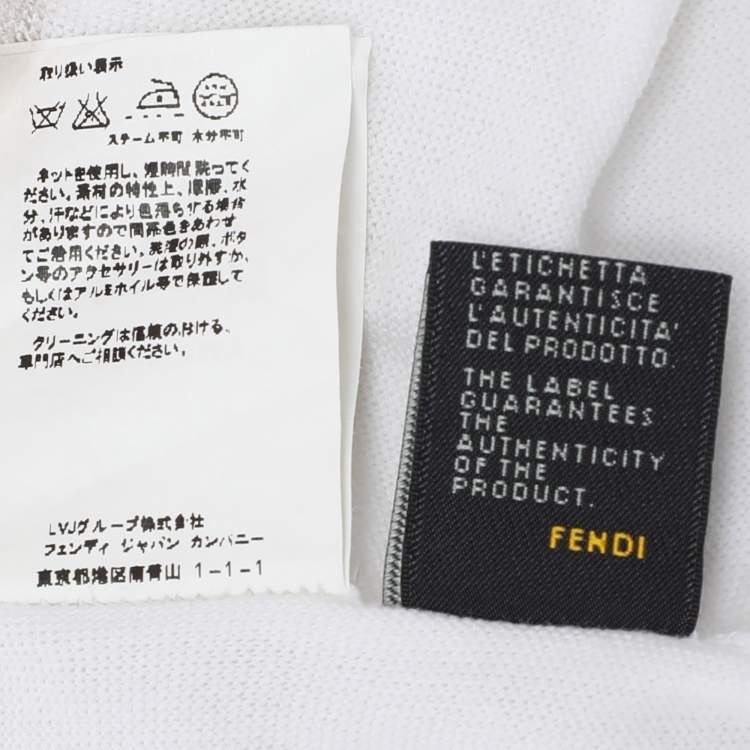 取り扱い表示
スチーム不可 水分不可
ネットを使用し、短時間洗ってく
ださい。素材の特性上、摩擦、水
分、汗などにより色落ちする場合
がありますので同系色をあわせ
てご着用ください。洗濯の際、ボタ
ン等のアクセサリーは取り外すか、
もしくはアルミホイル等で保護して
ください。
クリーニングは信頼のおける、
専門店へご相談ください。
LVJグループ株式会社
フェンディ ジャパン カンパニー
東京都港区南青山 1-1-1
L'ETICHETTA
GARANTISCE
L'AUTENTICITA'
DEL PRODOTTO.
THE LABEL
GUARANTEES
THE
AUTHENTICITY
OF THE
PRODUCT.
FENDI